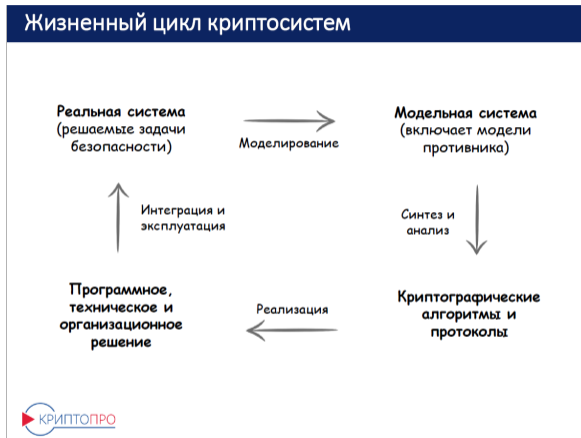 Жизненный цикл криптосистем
Реальная система
(решаемые задачи
безопасности)
Моделирование
Модельная система
(включает модели
противника)
Интеграция и
эксплуатация
Синтез и
анализ
Программное,
техническое и
организационное
решение
Реализация
Криптографические
алгоритмы и
протоколы
КРИПТОПРО